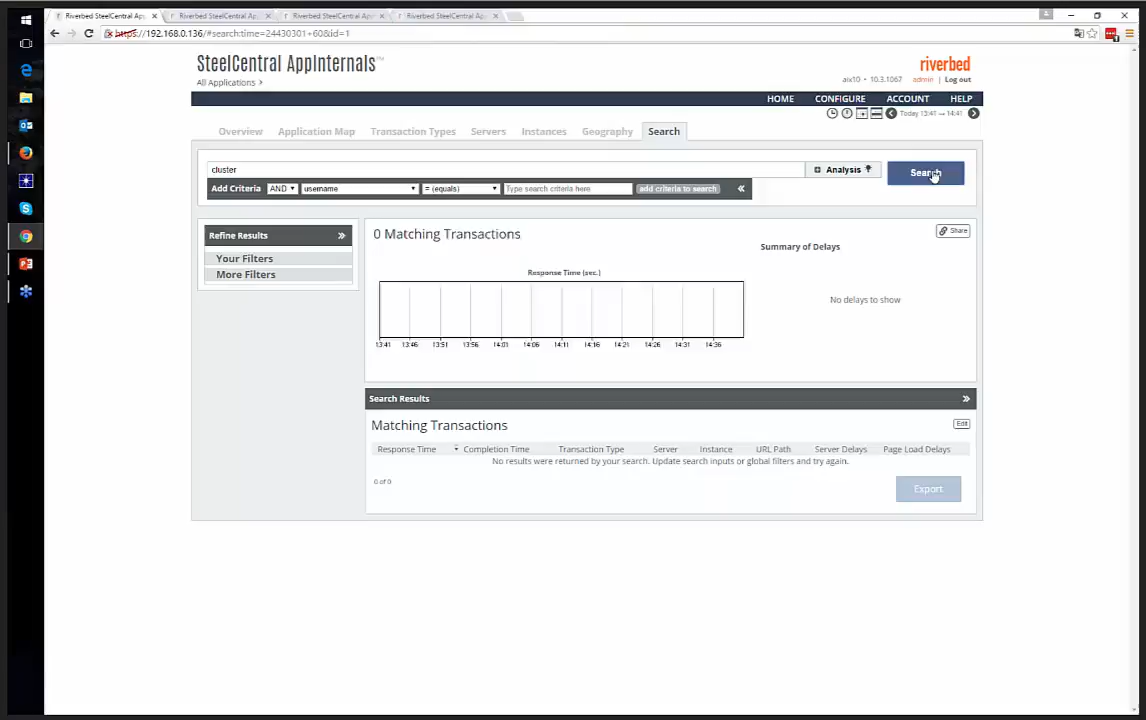 Riverbed SteelCentral App
Riverbed SteelCentral Ap
Riverbed SteelCentral App
Riverbed SteelCentral Ap
https://192.168.0.136/#search:time=24430301+60&id=1
SteelCentral AppInternals
riverbed
All Applications >
aix10 • 10.3.1067 admin | Log out
HOME CONFIGURE ACCOUNT HELP
Today 13:41 → 14:41
Overview Application Map Transaction Types Servers Instances Geography Search
cluster
Analysis
Search
Add Criteria AND username = (equals) Type search criteria here add criteria to search «
Refine Results »
Your Filters
More Filters
0 Matching Transactions
Share
Summary of Delays
Response Time (sec.)
No delays to show
13:41 13:46 13:51 13:56 14:01 14:06 14:11 14:16 14:21 14:26 14:31 14:36
Search Results »
Matching Transactions
Edit
Response Time Completion Time Transaction Type Server Instance URL Path Server Delays Page Load Delays
No results were returned by your search. Update search inputs or global filters and try again.
0 of 0
Export